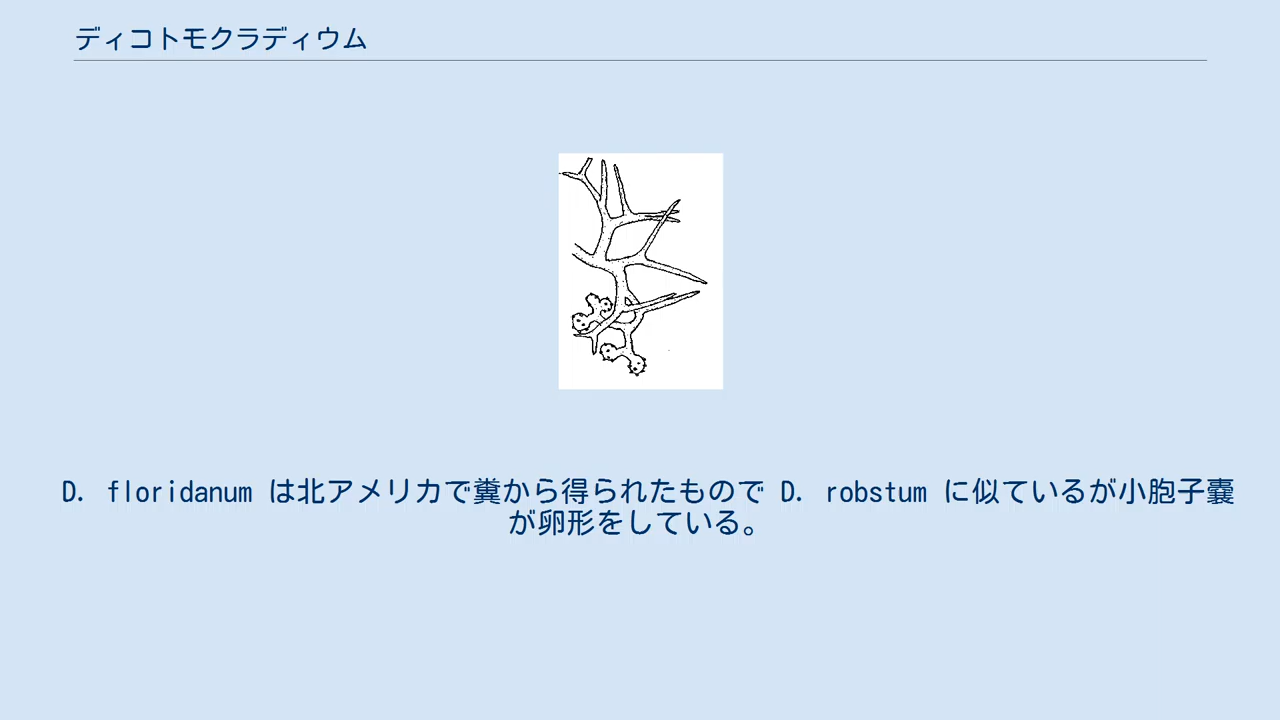 ディコトモクラディウム
D. floridanum は北アメリカで糞から得られたもので D. robstum に似ているが小胞子嚢
が卵形をしている。